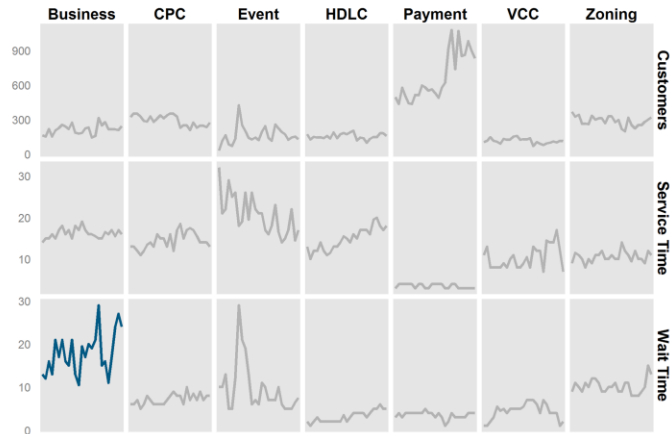 Business CPC Event HDLC Payment VCC Zoning
900
600
300
0
Customers
30
20
10
Service Time
30
20
10
0
Wait Time